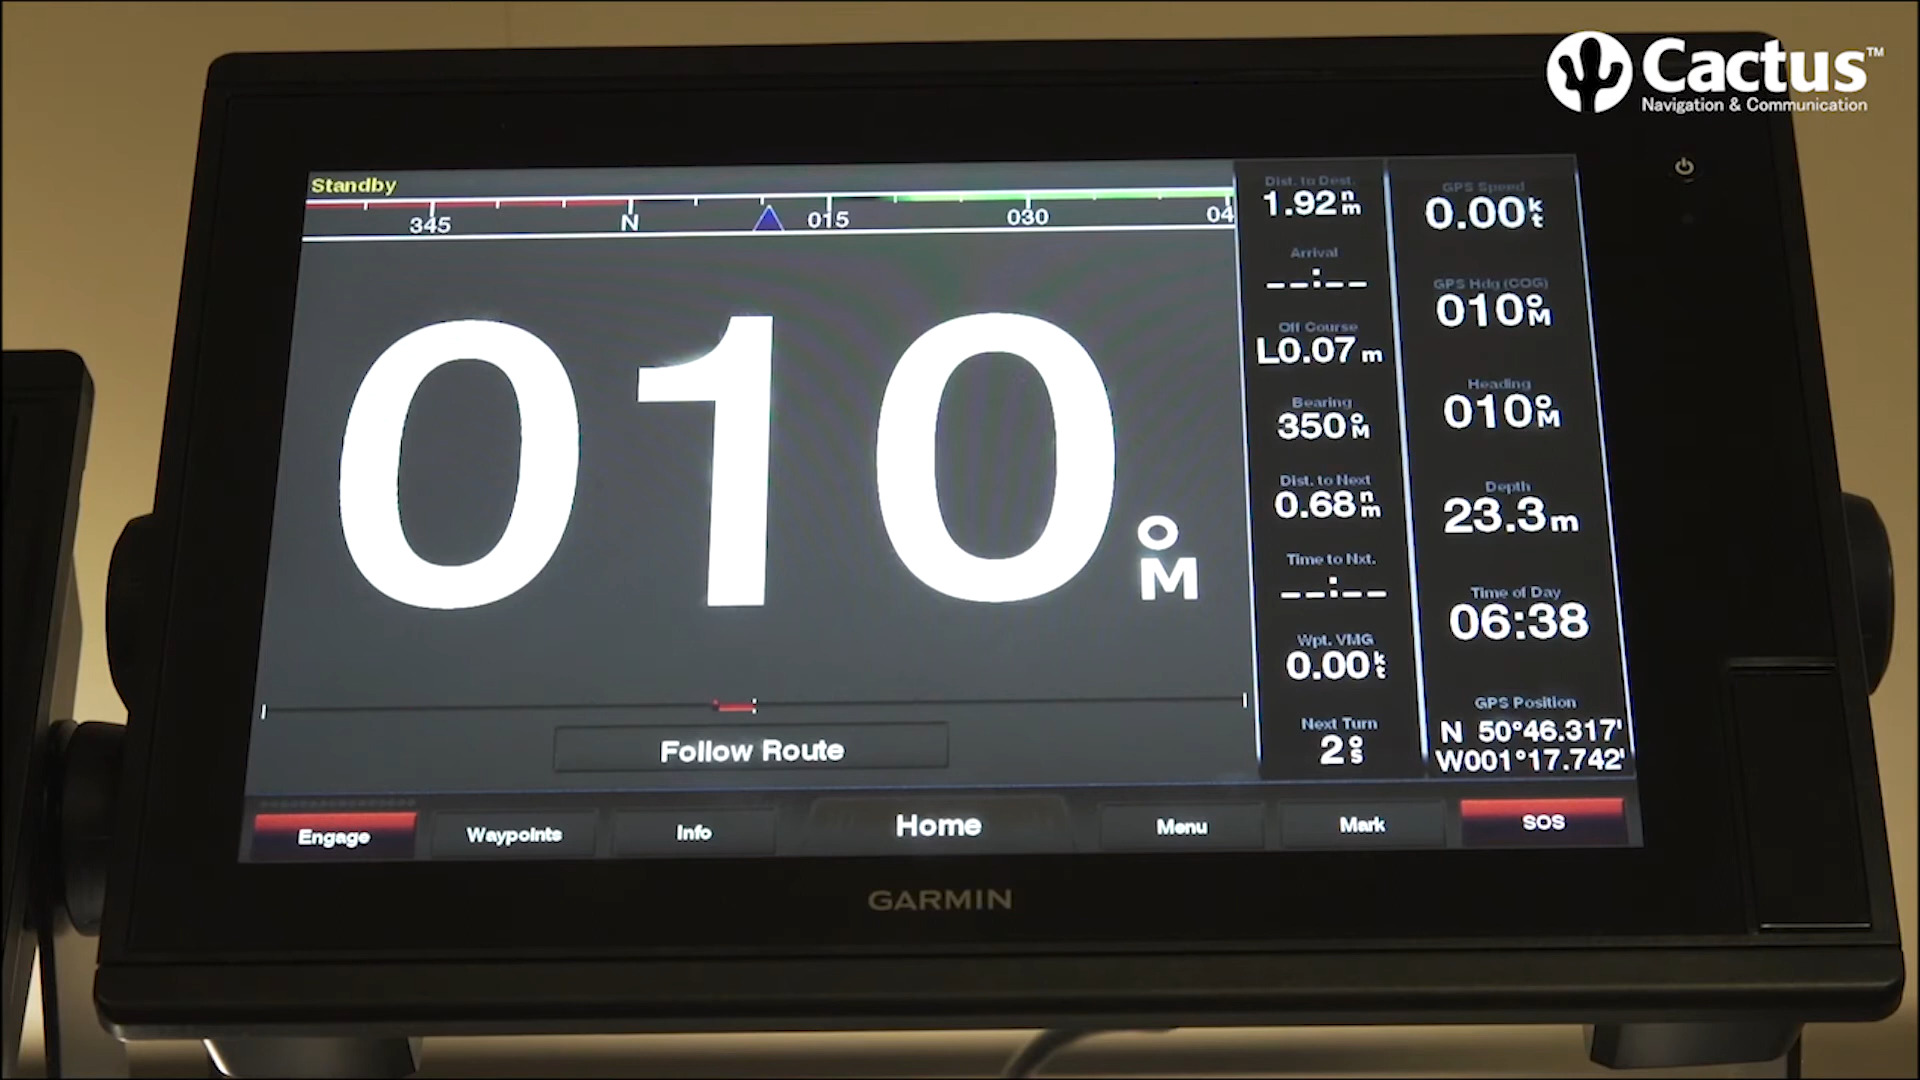 Cactus™
Navigation & Communication
Standby
345 N 015 030 04
010°M
Follow Route
Dist. to Dest.
1.92 nm
Arrival
--:--
Off Course
L0.07 m
Bearing
350°M
Dist. to Next
0.68 nm
Time to Nxt.
--:--
Wpt. VMG
0.00 kt
Next Turn
2°S
GPS Speed
0.00 kt
GPS Hdg (COG)
010°M
Heading
010°M
Depth
23.3 m
Time of Day
06:38
GPS Position
N 50°46.317'
W001°17.742'
Engage Waypoints Info Home Menu Mark SOS
GARMIN